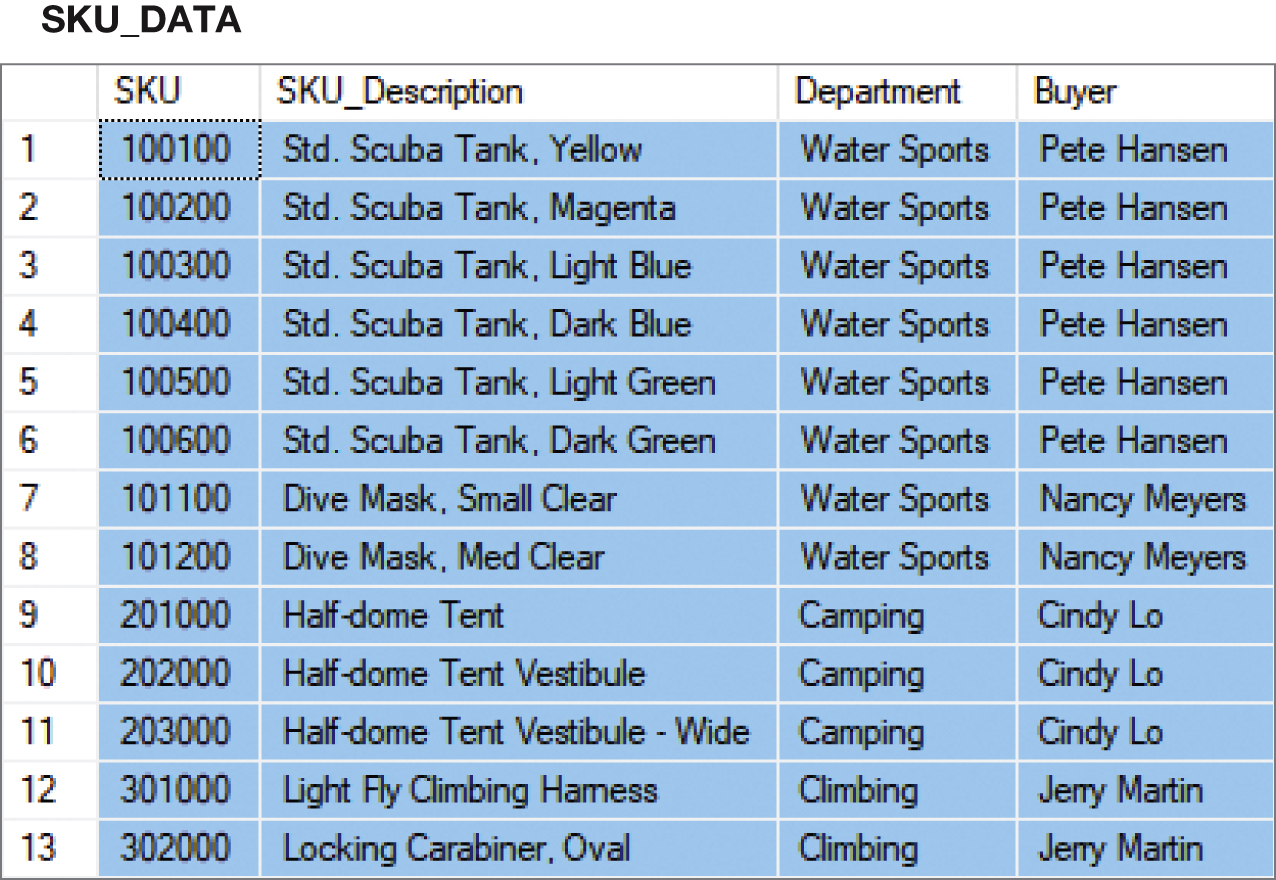 SKU_DATA
SKU SKU_Description Department Buyer
1 100100 Std. Scuba Tank, Yellow Water Sports Pete Hansen
2 100200 Std. Scuba Tank, Magenta Water Sports Pete Hansen
3 100300 Std. Scuba Tank, Light Blue Water Sports Pete Hansen
4 100400 Std. Scuba Tank, Dark Blue Water Sports Pete Hansen
5 100500 Std. Scuba Tank, Light Green Water Sports Pete Hansen
6 100600 Std. Scuba Tank, Dark Green Water Sports Pete Hansen
7 101100 Dive Mask, Small Clear Water Sports Nancy Meyers
8 101200 Dive Mask, Med Clear Water Sports Nancy Meyers
9 201000 Half-dome Tent Camping Cindy Lo
10 202000 Half-dome Tent Vestibule Camping Cindy Lo
11 203000 Half-dome Tent Vestibule - Wide Camping Cindy Lo
12 301000 Light Fly Climbing Harness Climbing Jerry Martin
13 302000 Locking Carabiner, Oval Climbing Jerry Martin